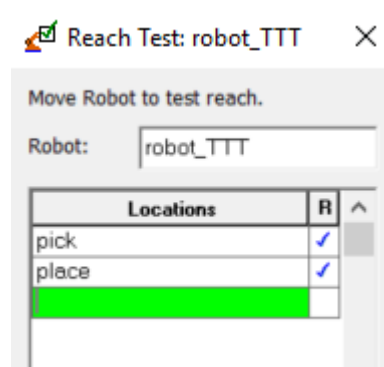 Reach Test: robot_TTT
Move Robot to test reach.
Robot: robot_TTT
Locations R
pick
place